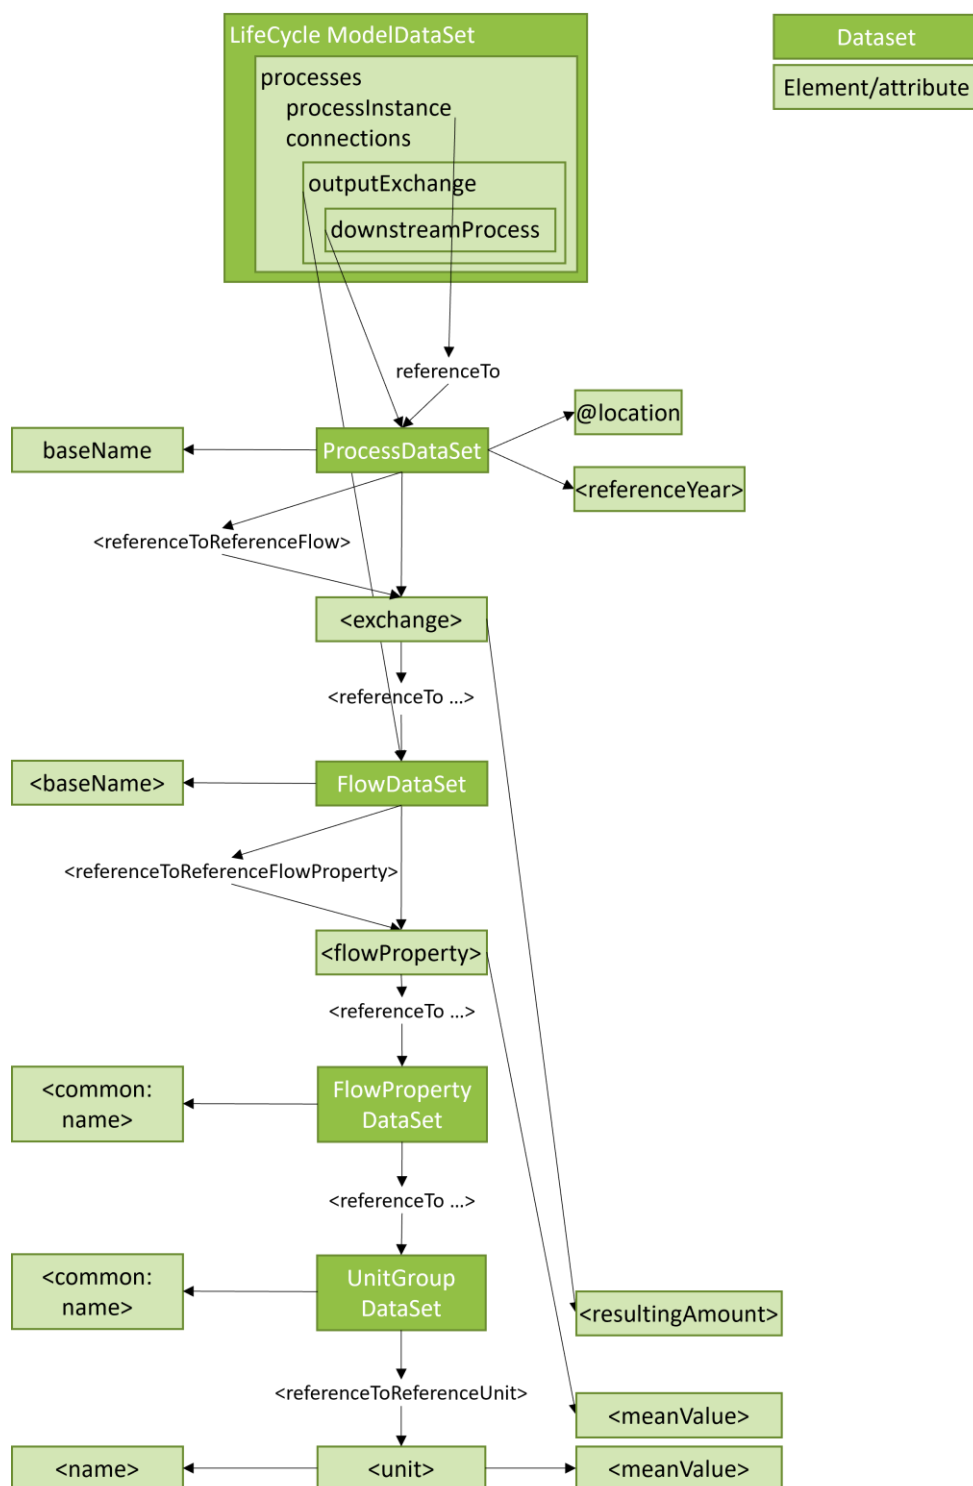 LifeCycle ModelDataSet
Dataset
Element/attribute
processes
processInstance
connections
outputExchange
downstreamProcess
referenceTo
@location
baseName
ProcessDataSet
<referenceYear>
<referenceToReferenceFlow>
<exchange>
<referenceTo ...>
<baseName>
FlowDataSet
<referenceToReferenceFlowProperty>
<flowProperty>
<referenceTo ...>
<common:
name>
FlowProperty
DataSet
<referenceTo ...>
<common:
name>
UnitGroup
DataSet
<resultingAmount>
<referenceToReferenceUnit>
<meanValue>
<name>
<unit>
<meanValue>